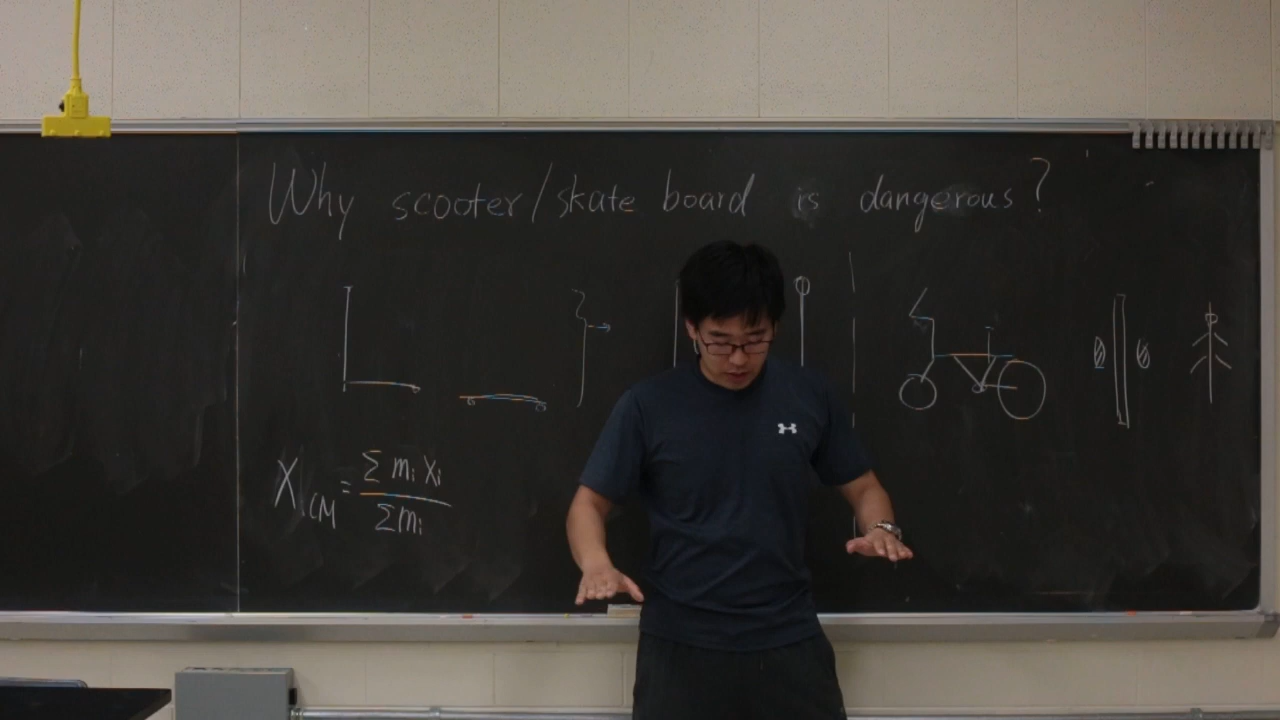 Why scooter/skate board is dangerous?
X_CM = Σ m_i x_i / Σ m_i